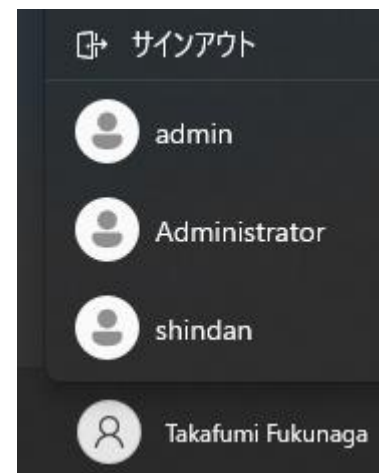 サインアウト
admin
Administrator
shindan
Takafumi Fukunaga